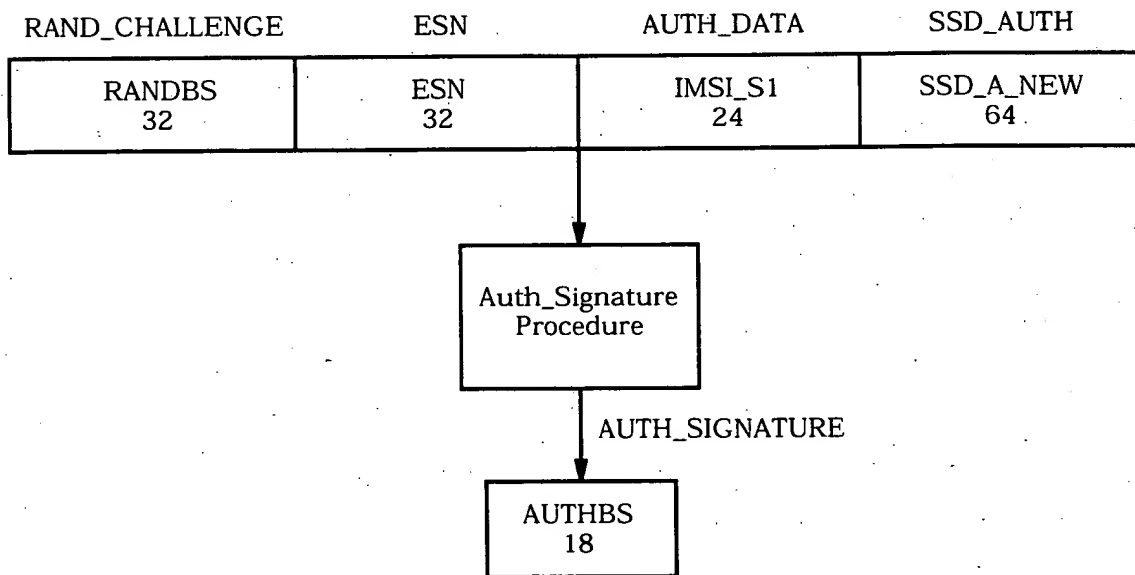 RAND_CHALLENGE ESN AUTH_DATA SSD_AUTH
RANDBS ESN IMSI_S1 SSD_A_NEW
32 32 24 64
Auth_Signature
Procedure
AUTH_SIGNATURE
AUTHBS
18